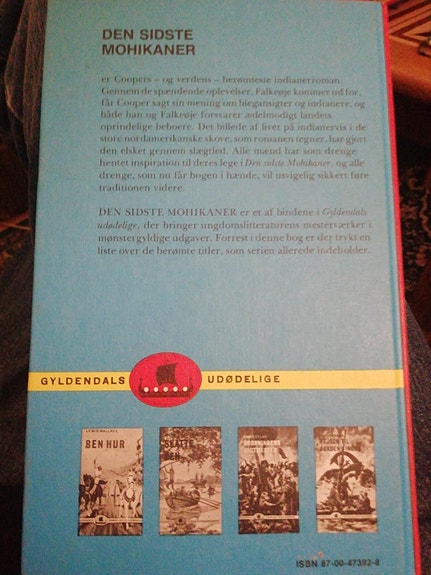 DEN SIDSTE
MOHIKANER
er Coopers – og verdens – berømteste indianerroman.
Gennem de spændende oplevelser, Falkeøje kommer ud for,
får Cooper sagt sin mening om blegansigter og indianere, og
både han og Falkeøje forsvarer ædelmodigt landets
oprindelige beboere. Det billede af livet på indianervis i de
store nordamerikanske skove, som romanen tegner, har gjort
den elsket gennem slægtled. Alle mænd har som drenge
hentet inspiration til deres lege i Den sidste Mohikaner, og alle
drenge, som nu får bogen i hænde, vil usvigelig sikkert føre
traditionen videre.
DEN SIDSTE MOHIKANER er et af bindene i Gyldendals
udødelige, der bringer ungdomslitteraturens mesterværker i
mønstergyldige udgaver. Forrest i denne bog er der trykt en
liste over de berømte titler, som serien allerede indeholder.
GYLDENDALS UDØDELIGE
LEWIS WALLACE
BEN HUR
SKATTE
ØEN
VEJEN TIL
ISBN 87-00-47392-8